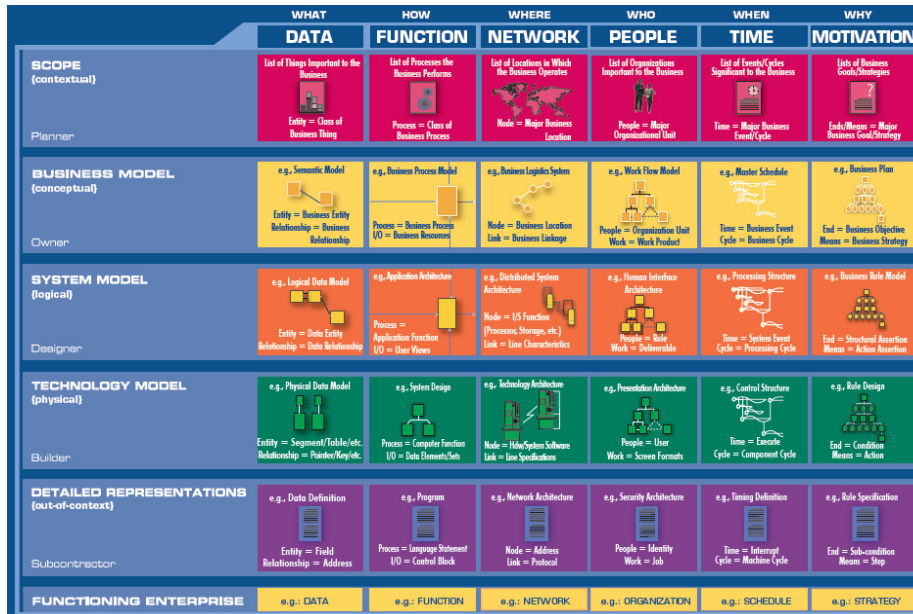 WHAT HOW WHERE WHO WHEN WHY
DATA FUNCTION NETWORK PEOPLE TIME MOTIVATION
SCOPE
{contextual}
Planner
List of Things Important to the
Business
Entity = Class of
Business Thing
List of Processes the
Business Performs
Process = Class of
Business Process
List of Locations in Which
the Business Operates
Node = Major Business
Location
List of Organizations
Important to the Business
People = Major
Organizational Unit
List of Events/Cycles
Significant to the Business
Time = Major Business
Event/Cycle
Lists of Business
Goals/Strategies
?
Ends/Means = Major
Business Goal/Strategy
BUSINESS MODEL
{conceptual}
Owner
e.g., Semantic Model
Entity = Business Entity
Relationship = Business
Relationship
e.g., Business Process Model
Process = Business Process
I/O = Business Resources
e.g., Business Logistics System
Node = Business Location
Link = Business Linkage
e.g., Work Flow Model
People = Organization Unit
Work = Work Product
e.g., Master Schedule
Time = Business Event
Cycle = Business Cycle
e.g., Business Plan
End = Business Objective
Means = Business Strategy
SYSTEM MODEL
{logical}
Designer
e.g., Logical Data Model
Entity = Data Entity
Relationship = Data Relationship
e.g., Application Architecture
Process =
Application Function
I/O = User Views
e.g., Distributed System
Architecture
Node = I/S Function
(Processor, Storage, etc.)
Link = Line Characteristics
e.g., Human Interface
Architecture
People = Role
Work = Deliverable
e.g., Processing Structure
Time = System Event
Cycle = Processing Cycle
e.g., Business Rule Model
End = Structural Assertion
Means = Action Assertion
TECHNOLOGY MODEL
{physical}
Builder
e.g., Physical Data Model
Entity = Segment/Table/etc.
Relationship = Pointer/Key/etc.
e.g., System Design
Process = Computer Function
I/O = Data Elements/Sets
e.g., Technology Architecture
Node = Hdw/System Software
Link = Line Specifications
e.g., Presentation Architecture
People = User
Work = Screen Formats
e.g., Control Structure
Time = Execute
Cycle = Component Cycle
e.g., Rule Design
End = Condition
Means = Action
DETAILED REPRESENTATIONS
{out-of-context}
Subcontractor
e.g., Data Definition
Entity = Field
Relationship = Address
e.g., Program
Process = Language Statement
I/O = Control Block
e.g., Network Architecture
Node = Address
Link = Protocol
e.g., Security Architecture
People = Identity
Work = Job
e.g., Timing Definition
Time = Interrupt
Cycle = Machine Cycle
e.g., Rule Specification
End = Sub-condition
Means = Step
FUNCTIONING ENTERPRISE
e.g.: DATA
e.g.: FUNCTION
e.g.: NETWORK
e.g.: ORGANIZATION
e.g.: SCHEDULE
e.g.: STRATEGY